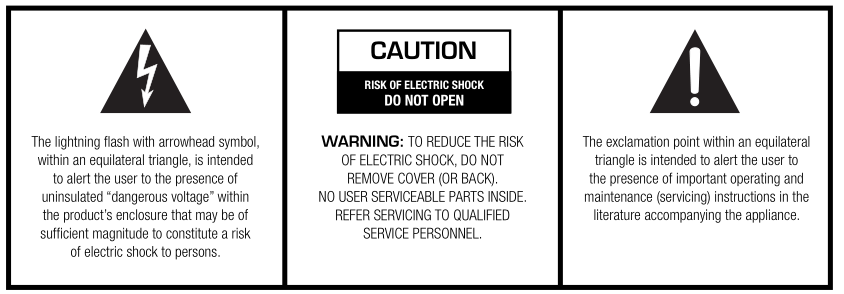 The lightning flash with arrowhead symbol,
within an equilateral triangle, is intended
to alert the user to the presence of
uninsulated “dangerous voltage” within
the product’s enclosure that may be of
sufficient magnitude to constitute a risk
of electric shock to persons.
CAUTION
RISK OF ELECTRIC SHOCK
DO NOT OPEN
WARNING: TO REDUCE THE RISK
OF ELECTRIC SHOCK, DO NOT
REMOVE COVER (OR BACK).
NO USER SERVICEABLE PARTS INSIDE.
REFER SERVICING TO QUALIFIED
SERVICE PERSONNEL.
The exclamation point within an equilateral
triangle is intended to alert the user to
the presence of important operating and
maintenance (servicing) instructions in the
literature accompanying the appliance.